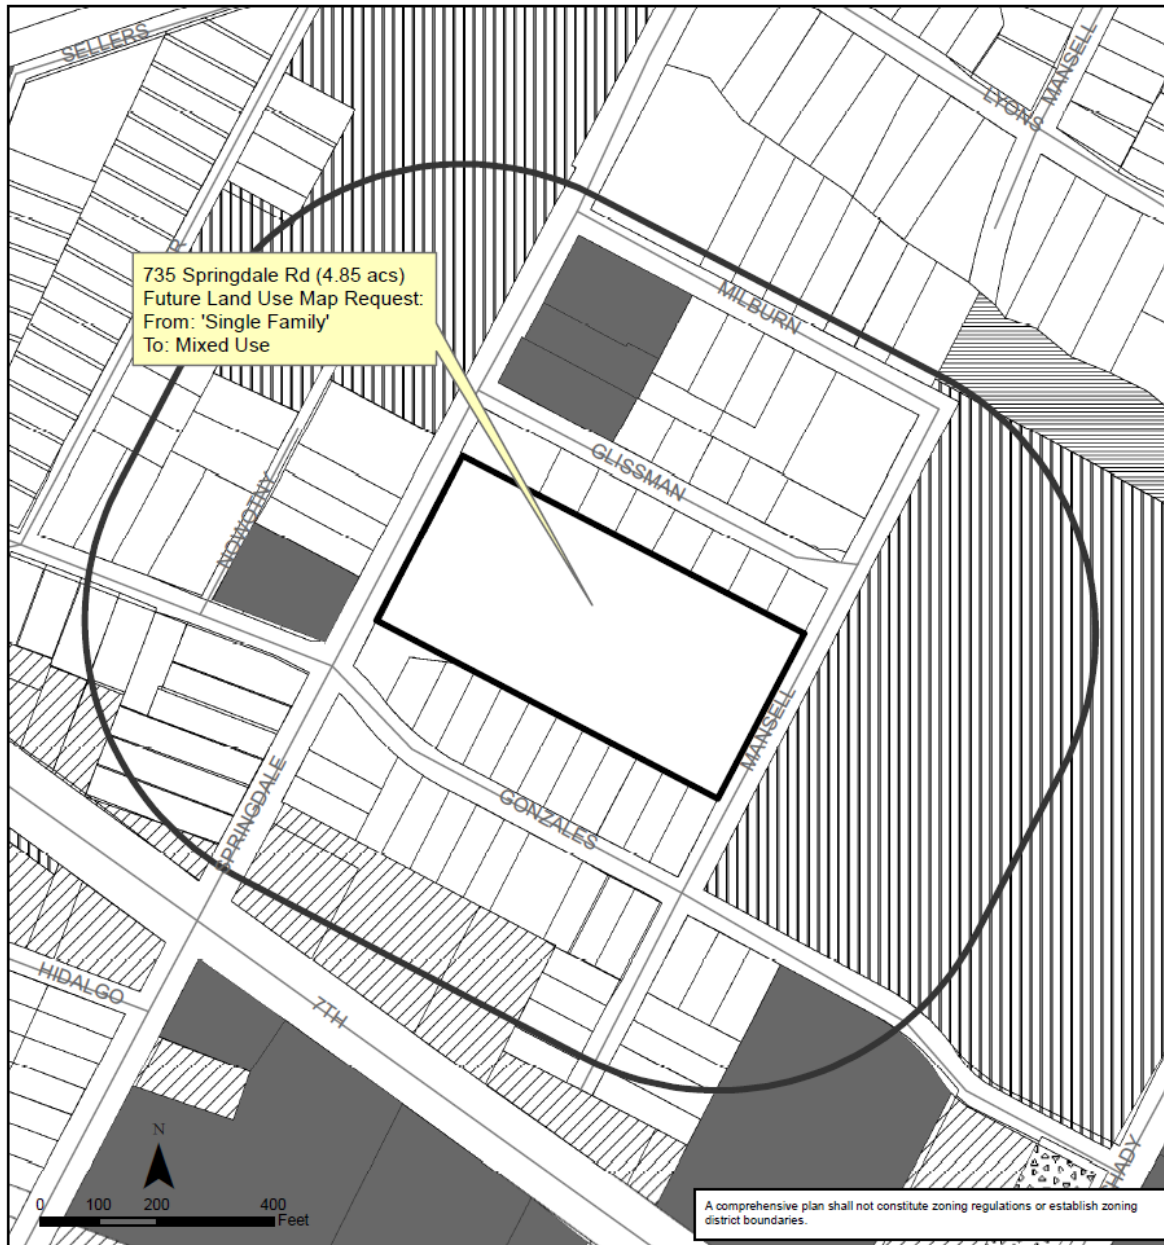 SELLERS
MANSELL
LYONS
R
735 Springdale Rd (4.85 acs)
Future Land Use Map Request:
From: 'Single Family'
To: Mixed Use
MILBURN
GLISSMAN
NOWOTNY
MANSELL
SPRINGDALE
GONZALES
HIDALGO
7TH
N
0 100 200 400
Feet
SHADY
A comprehensive plan shall not constitute zoning regulations or establish zoning
district boundaries.